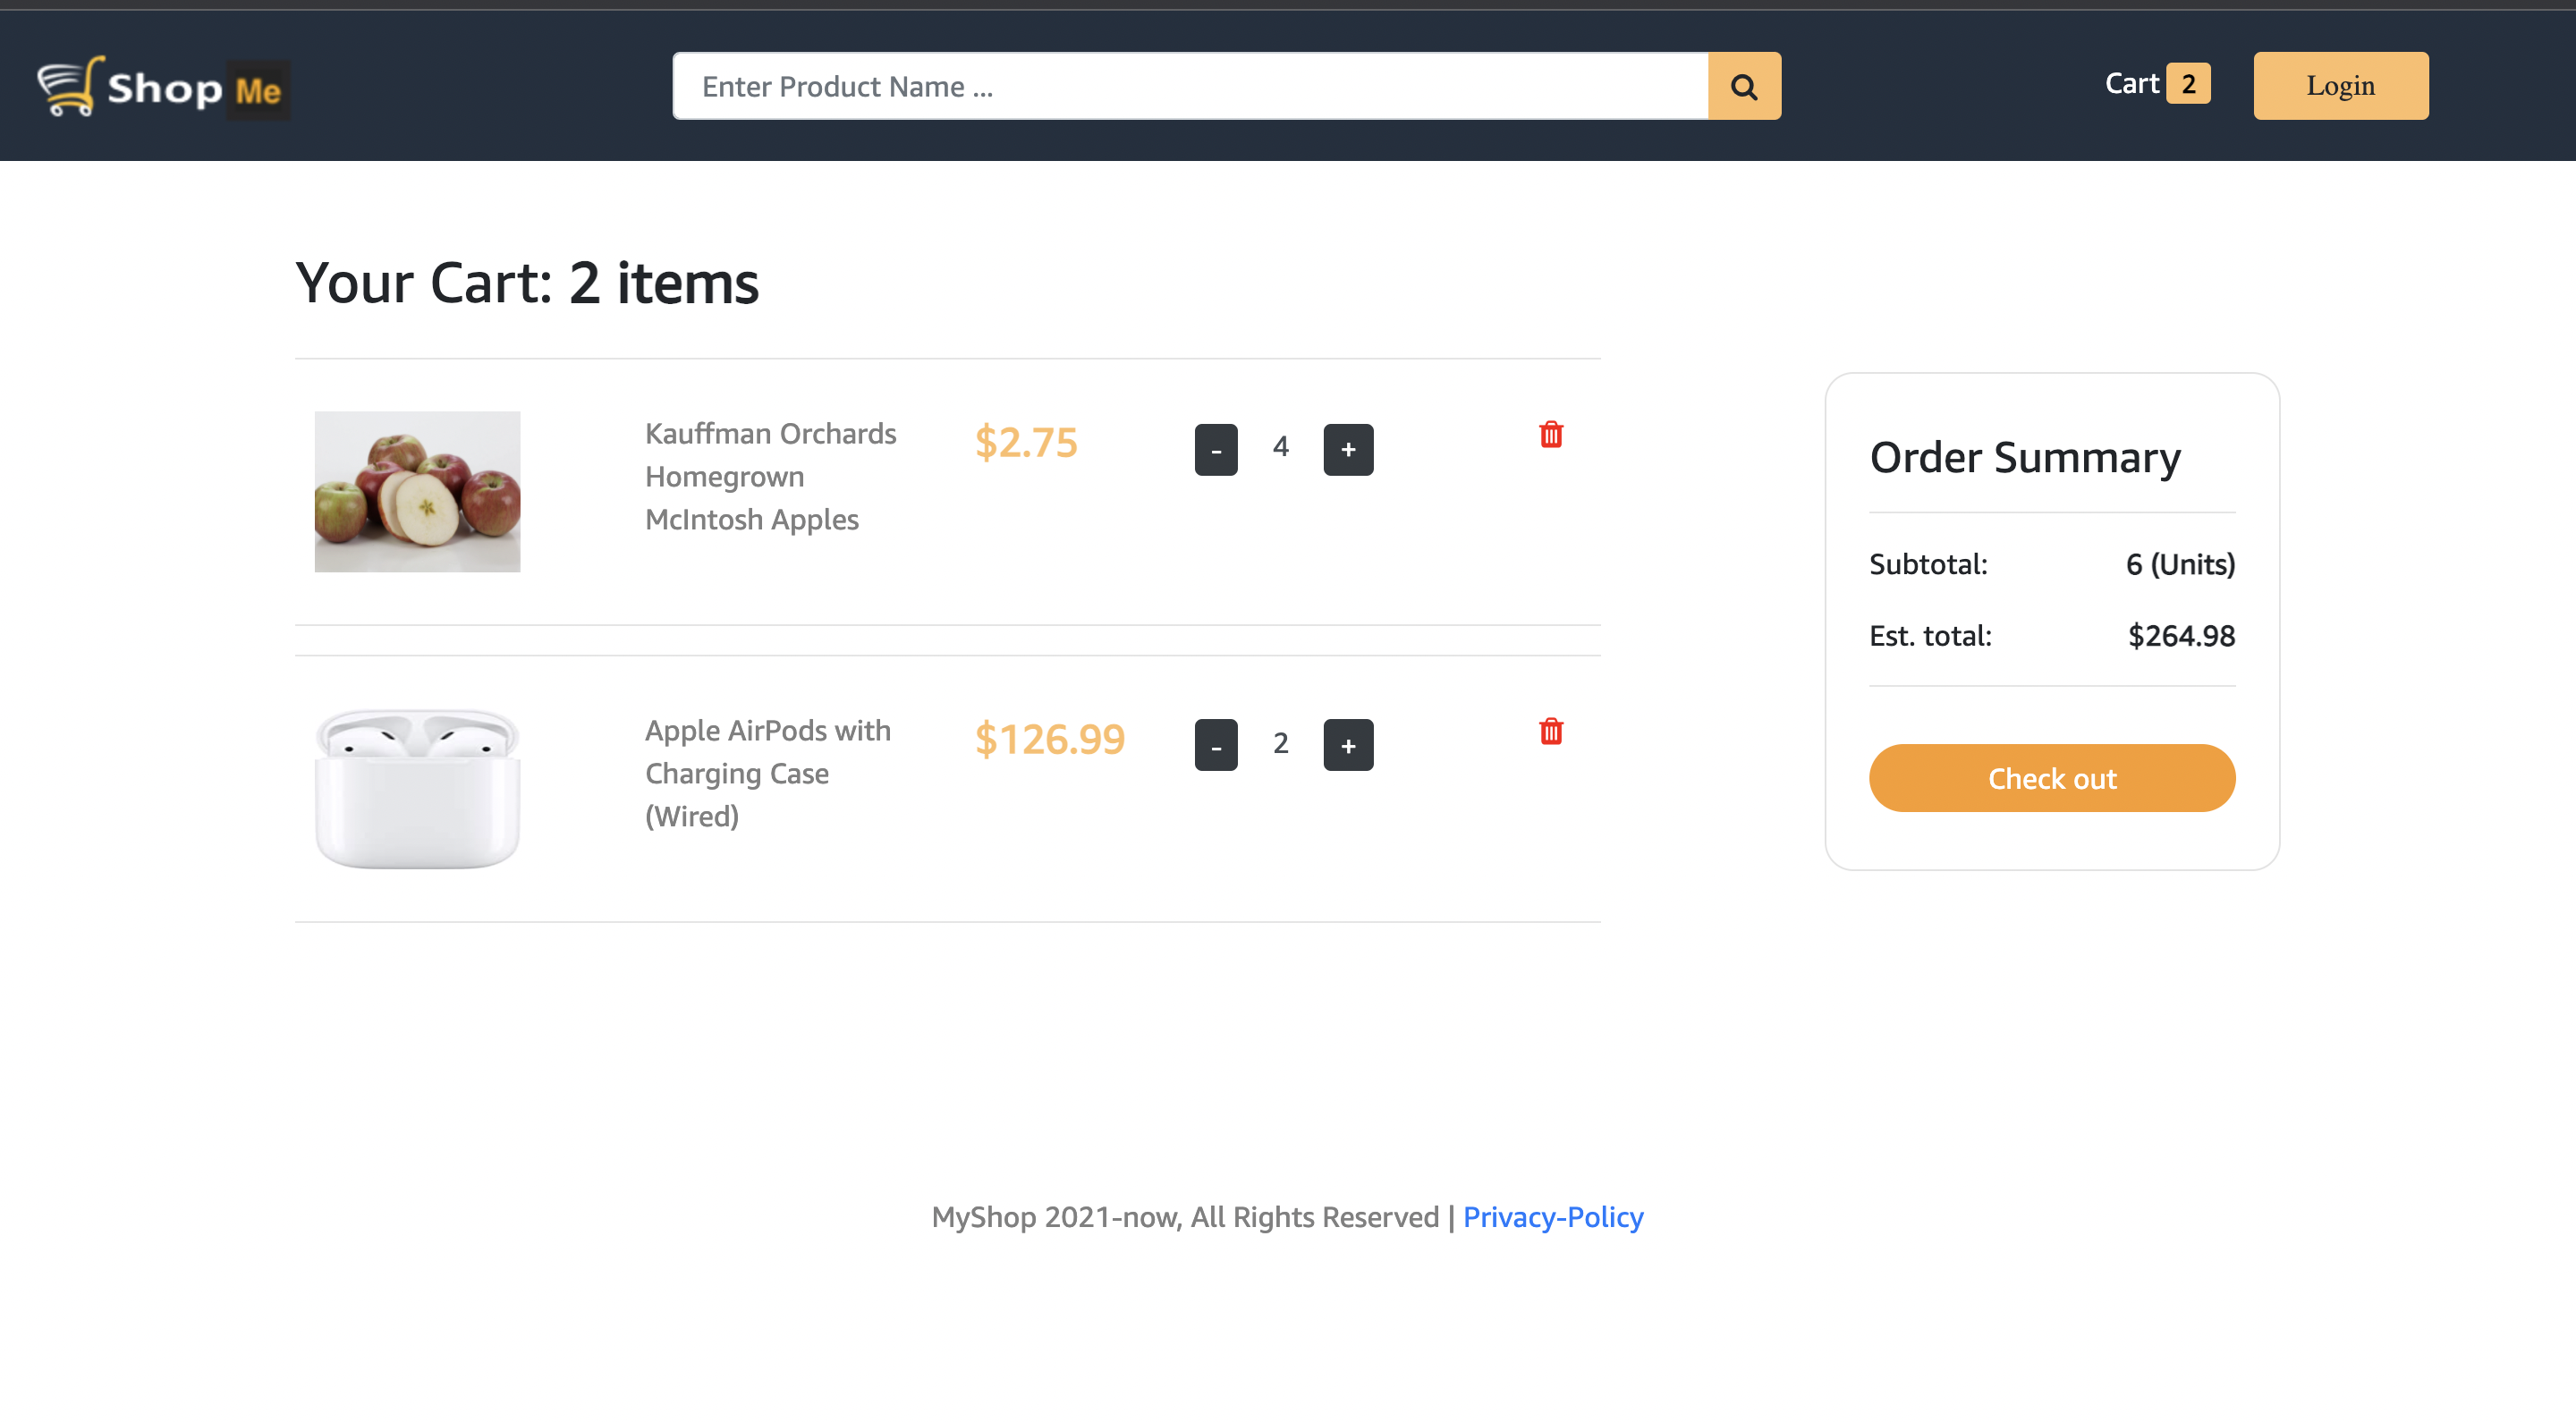 Shop Me
Enter Product Name ...
Cart 2
Login
Your Cart: 2 items
Kauffman Orchards
Homegrown
McIntosh Apples
$2.75
- 4 +
Apple AirPods with
Charging Case
(Wired)
$126.99
- 2 +
Order Summary
Subtotal: 6 (Units)
Est. total: $264.98
Check out
MyShop 2021-now, All Rights Reserved | Privacy-Policy